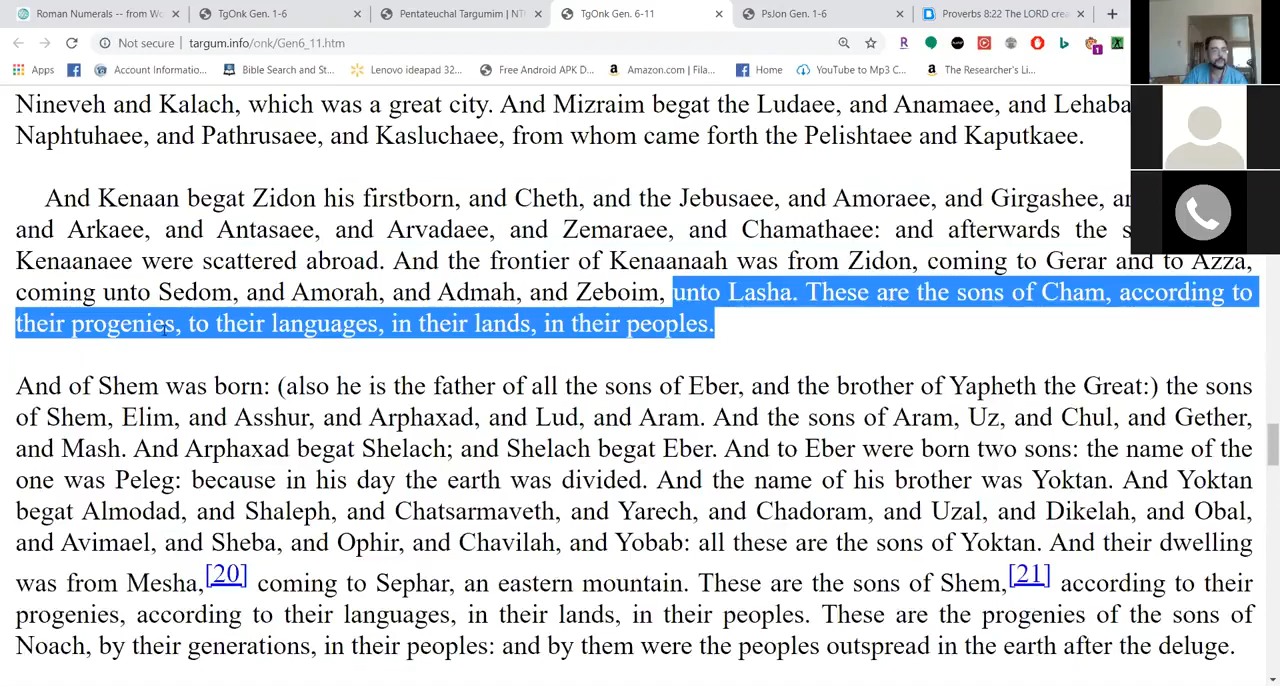 Roman Numerals -- from Wo
TgOnk Gen. 1-6
Pentateuchal Targumim | NT
TgOnk Gen. 6-11
PsJon Gen. 1-6
Proverbs 8:22 The LORD crea
Not secure | targum.info/onk/Gen6_11.htm
Apps
Account Informatio...
Bible Search and St...
Lenovo ideapad 32...
Free Android APK D...
Amazon.com | Fila...
Home
YouTube to Mp3 C...
The Researcher's Li...
Nineveh and Kalach, which was a great city. And Mizraim begat the Ludaee, and Anamaee, and Lehaba
Naphtuhaee, and Pathrusaee, and Kasluchaee, from whom came forth the Pelishtaee and Kaputkaee.
And Kenaan begat Zidon his firstborn, and Cheth, and the Jebusaee, and Amoraee, and Girgashee, an
and Arkaee, and Antasaee, and Arvadaee, and Zemaraee, and Chamathaee: and afterwards the s
Kenaanaee were scattered abroad. And the frontier of Kenaanaah was from Zidon, coming to Gerar and to Azza,
coming unto Sedom, and Amorah, and Admah, and Zeboim, unto Lasha. These are the sons of Cham, according to
their progenies, to their languages, in their lands, in their peoples.
And of Shem was born: (also he is the father of all the sons of Eber, and the brother of Yapheth the Great:) the sons
of Shem, Elim, and Asshur, and Arphaxad, and Lud, and Aram. And the sons of Aram, Uz, and Chul, and Gether,
and Mash. And Arphaxad begat Shelach; and Shelach begat Eber. And to Eber were born two sons: the name of the
one was Peleg: because in his day the earth was divided. And the name of his brother was Yoktan. And Yoktan
begat Almodad, and Shaleph, and Chatsarmaveth, and Yarech, and Chadoram, and Uzal, and Dikelah, and Obal,
and Avimael, and Sheba, and Ophir, and Chavilah, and Yobab: all these are the sons of Yoktan. And their dwelling
was from Mesha,[20] coming to Sephar, an eastern mountain. These are the sons of Shem,[21] according to their
progenies, according to their languages, in their lands, in their peoples. These are the progenies of the sons of
Noach, by their generations, in their peoples: and by them were the peoples outspread in the earth after the deluge.